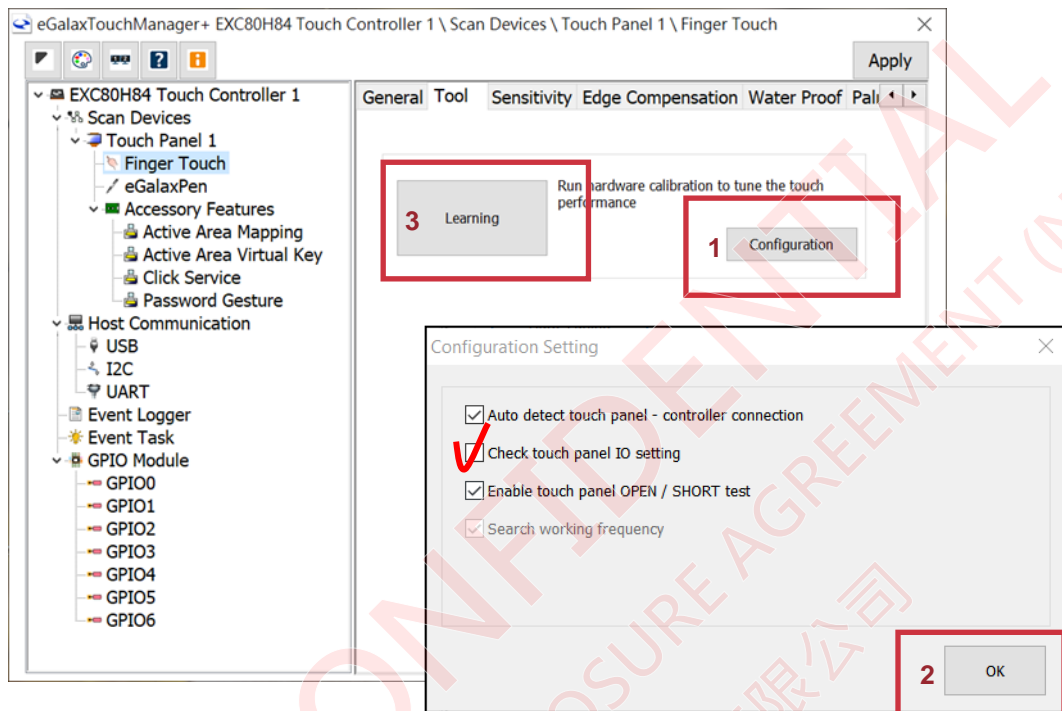 eGalaxTouchManager+ EXC80H84 Touch Controller 1 \ Scan Devices \ Touch Panel 1 \ Finger Touch
Apply
EXC80H84 Touch Controller 1
Scan Devices
Touch Panel 1
Finger Touch
eGalaxPen
Accessory Features
Active Area Mapping
Active Area Virtual Key
Click Service
Password Gesture
Host Communication
USB
I2C
UART
Event Logger
Event Task
GPIO Module
GPIO0
GPIO1
GPIO2
GPIO3
GPIO4
GPIO5
GPIO6
General Tool Sensitivity Edge Compensation Water Proof
3 Learning
Run hardware calibration to tune the touch
performance
1 Configuration
Configuration Setting
Auto detect touch panel - controller connection
Check touch panel IO setting
Enable touch panel OPEN / SHORT test
Search working frequency
2 OK
ONFIDENTIAL
OSURE AGREEMENT (N
限公司